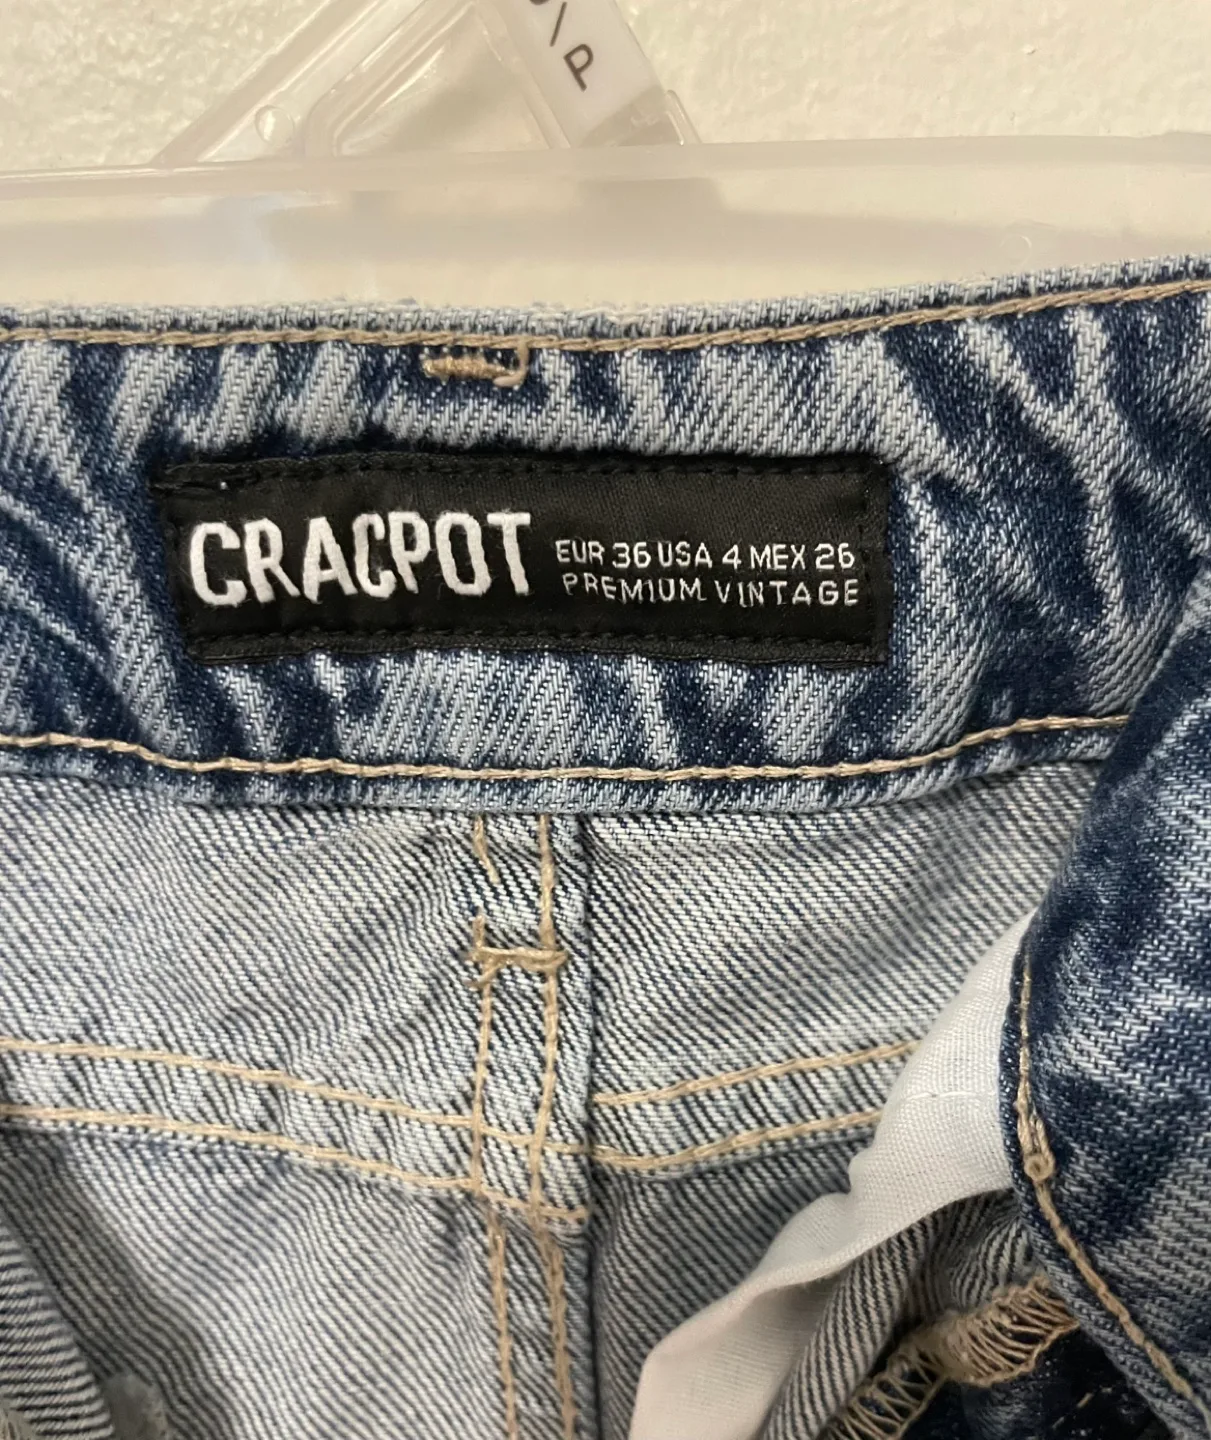 \P
CRACPOT
EUR 36 USA 4 MEX 26
PREMIUM VINTAGE